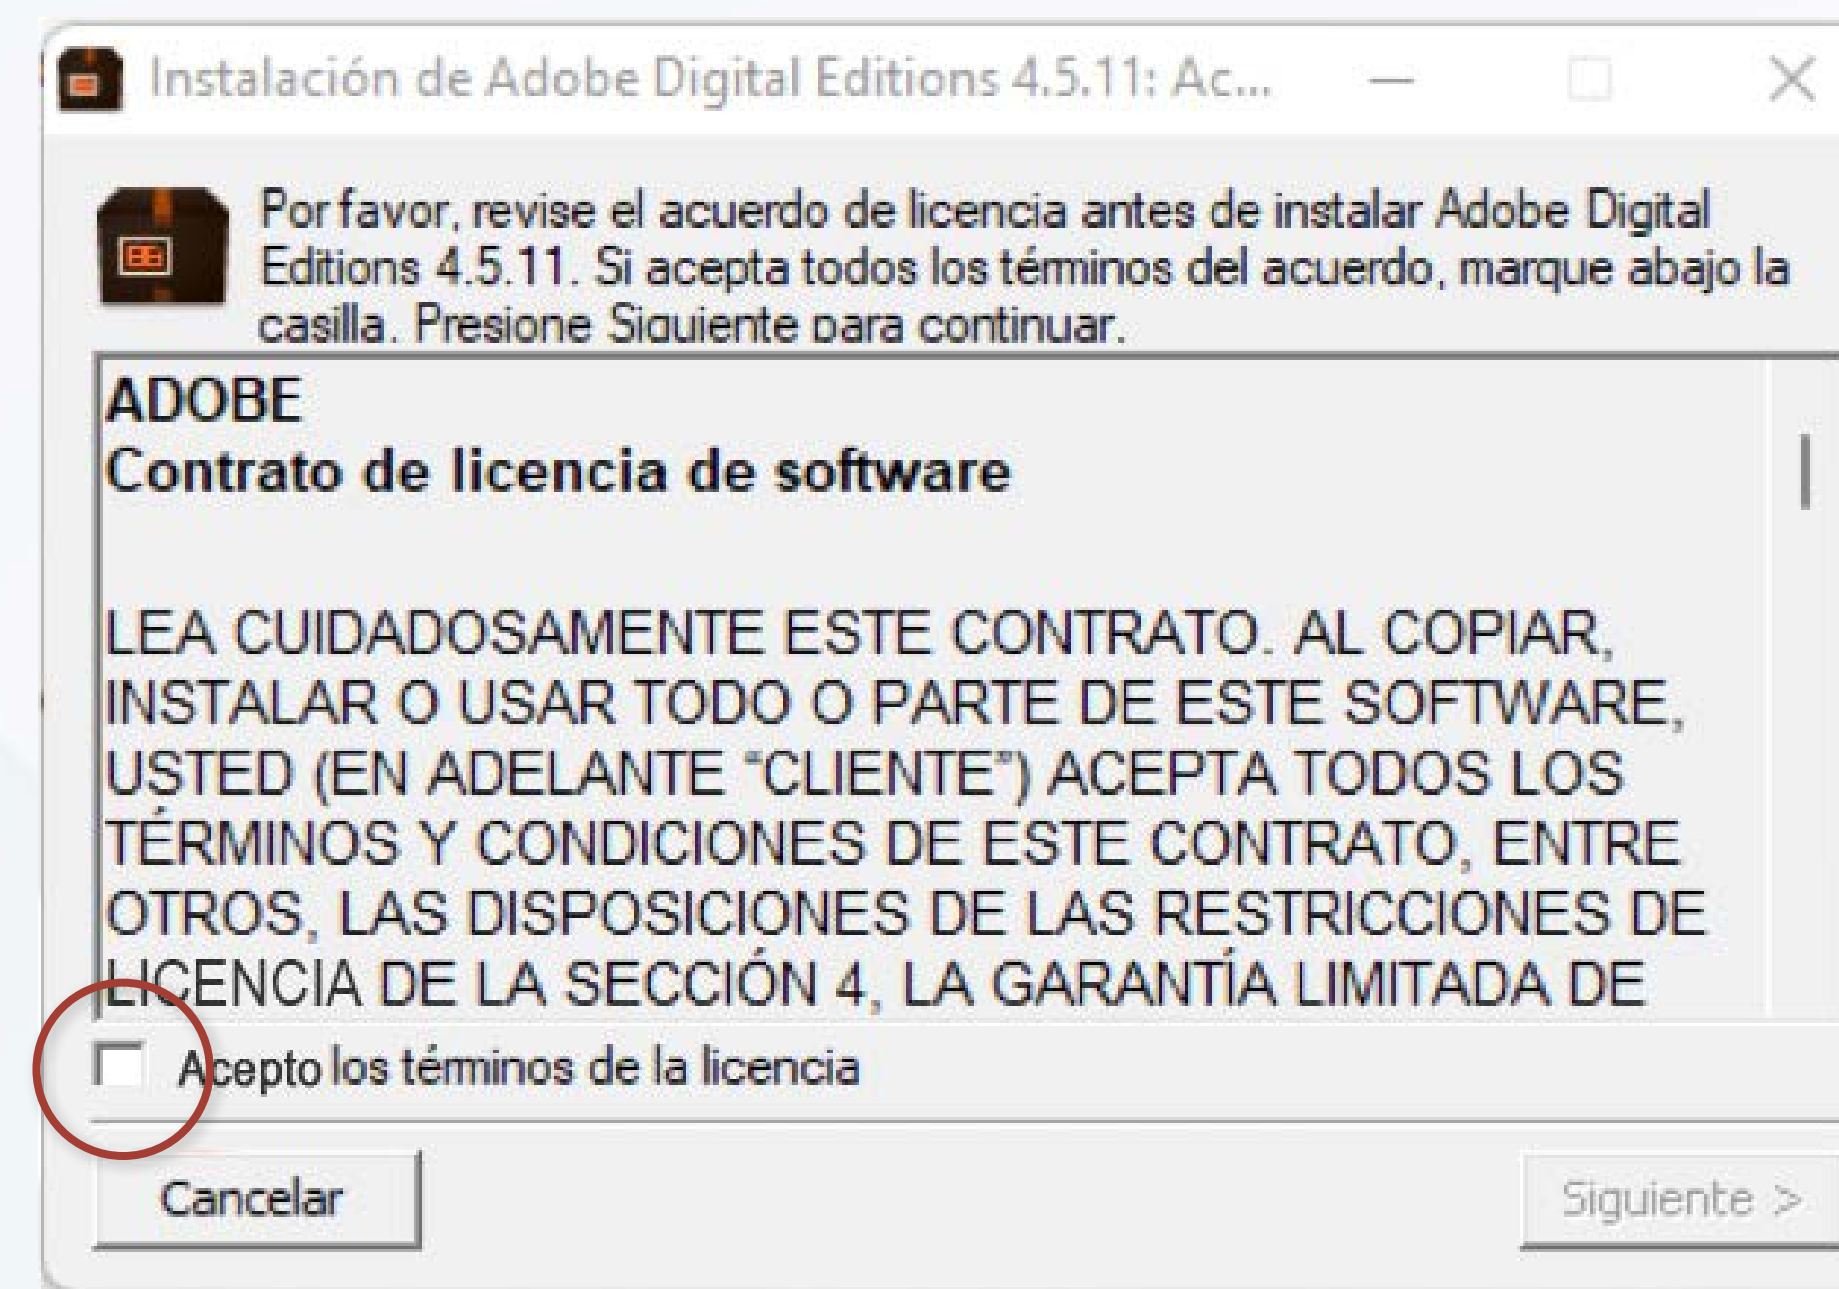 Instalación de Adobe Digital Editions 4.5.11: Ac...
Por favor, revise el acuerdo de licencia antes de instalar Adobe Digital
Editions 4.5.11. Si acepta todos los términos del acuerdo, marque abajo la
casilla. Presione Siguiente para continuar.
ADOBE
Contrato de licencia de software
LEA CUIDADOSAMENTE ESTE CONTRATO. AL COPIAR,
INSTALAR O USAR TODO O PARTE DE ESTE SOFTWARE,
USTED (EN ADELANTE “CLIENTE”) ACEPTA TODOS LOS
TÉRMINOS Y CONDICIONES DE ESTE CONTRATO, ENTRE
OTROS, LAS DISPOSICIONES DE LAS RESTRICCIONES DE
LICENCIA DE LA SECCIÓN 4, LA GARANTÍA LIMITADA DE
Acepto los términos de la licencia
Cancelar
Siguiente >